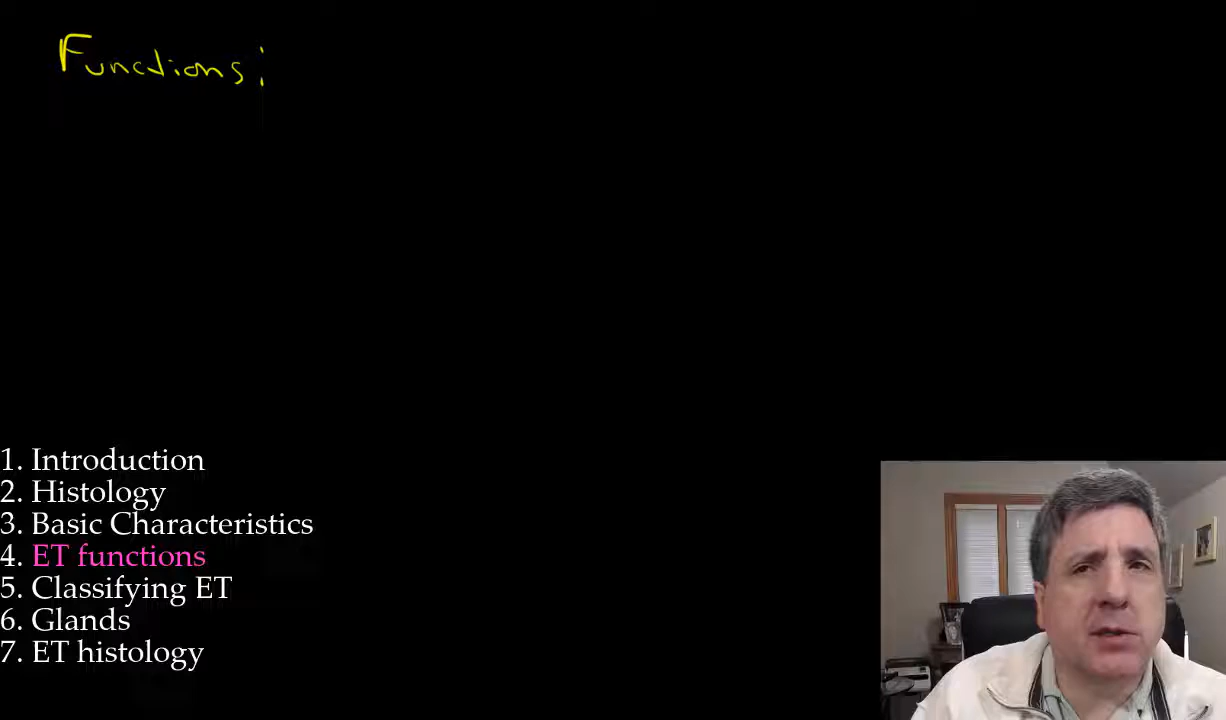 Functions:
1. Introduction
2. Histology
3. Basic Characteristics
4. ET functions
5. Classifying ET
6. Glands
7. ET histology